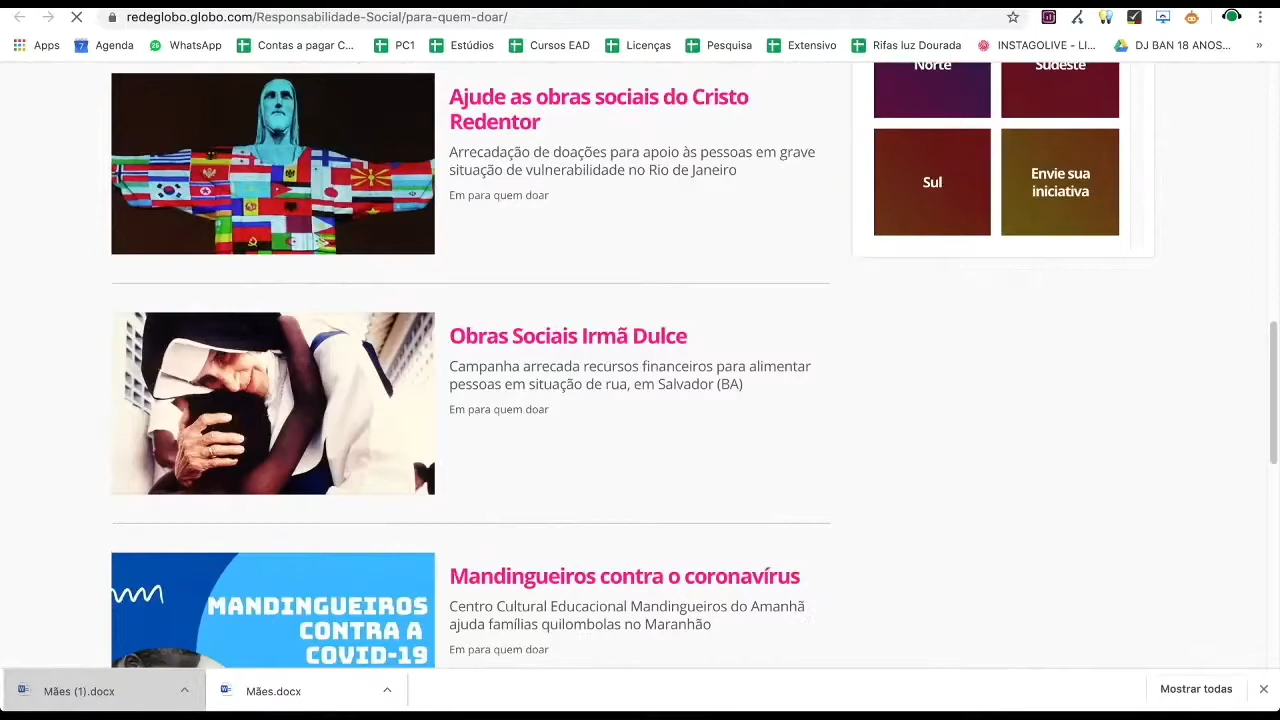 redeglobo.globo.com/Responsabilidade-Social/para-quem-doar/
Apps
Agenda
WhatsApp
Contas a pagar C...
PC1
Estúdios
Cursos EAD
Licenças
Pesquisa
Extensivo
Rifas luz Dourada
INSTAGOLIVE - LI...
DJ BAN 18 ANOS...
»
Norte
Sudeste
Sul
Envie sua
iniciativa
Ajude as obras sociais do Cristo
Redentor
Arrecadação de doações para apoio às pessoas em grave
situação de vulnerabilidade no Rio de Janeiro
Em para quem doar
Obras Sociais Irmã Dulce
Campanha arrecada recursos financeiros para alimentar
pessoas em situação de rua, em Salvador (BA)
Em para quem doar
MANDINGUEIROS
CONTRA A
COVID-19
Mandingueiros contra o coronavírus
Centro Cultural Educacional Mandingueiros do Amanhã
ajuda famílias quilombolas no Maranhão
Em para quem doar
Mães (1).docx
Mães.docx
Mostrar todas